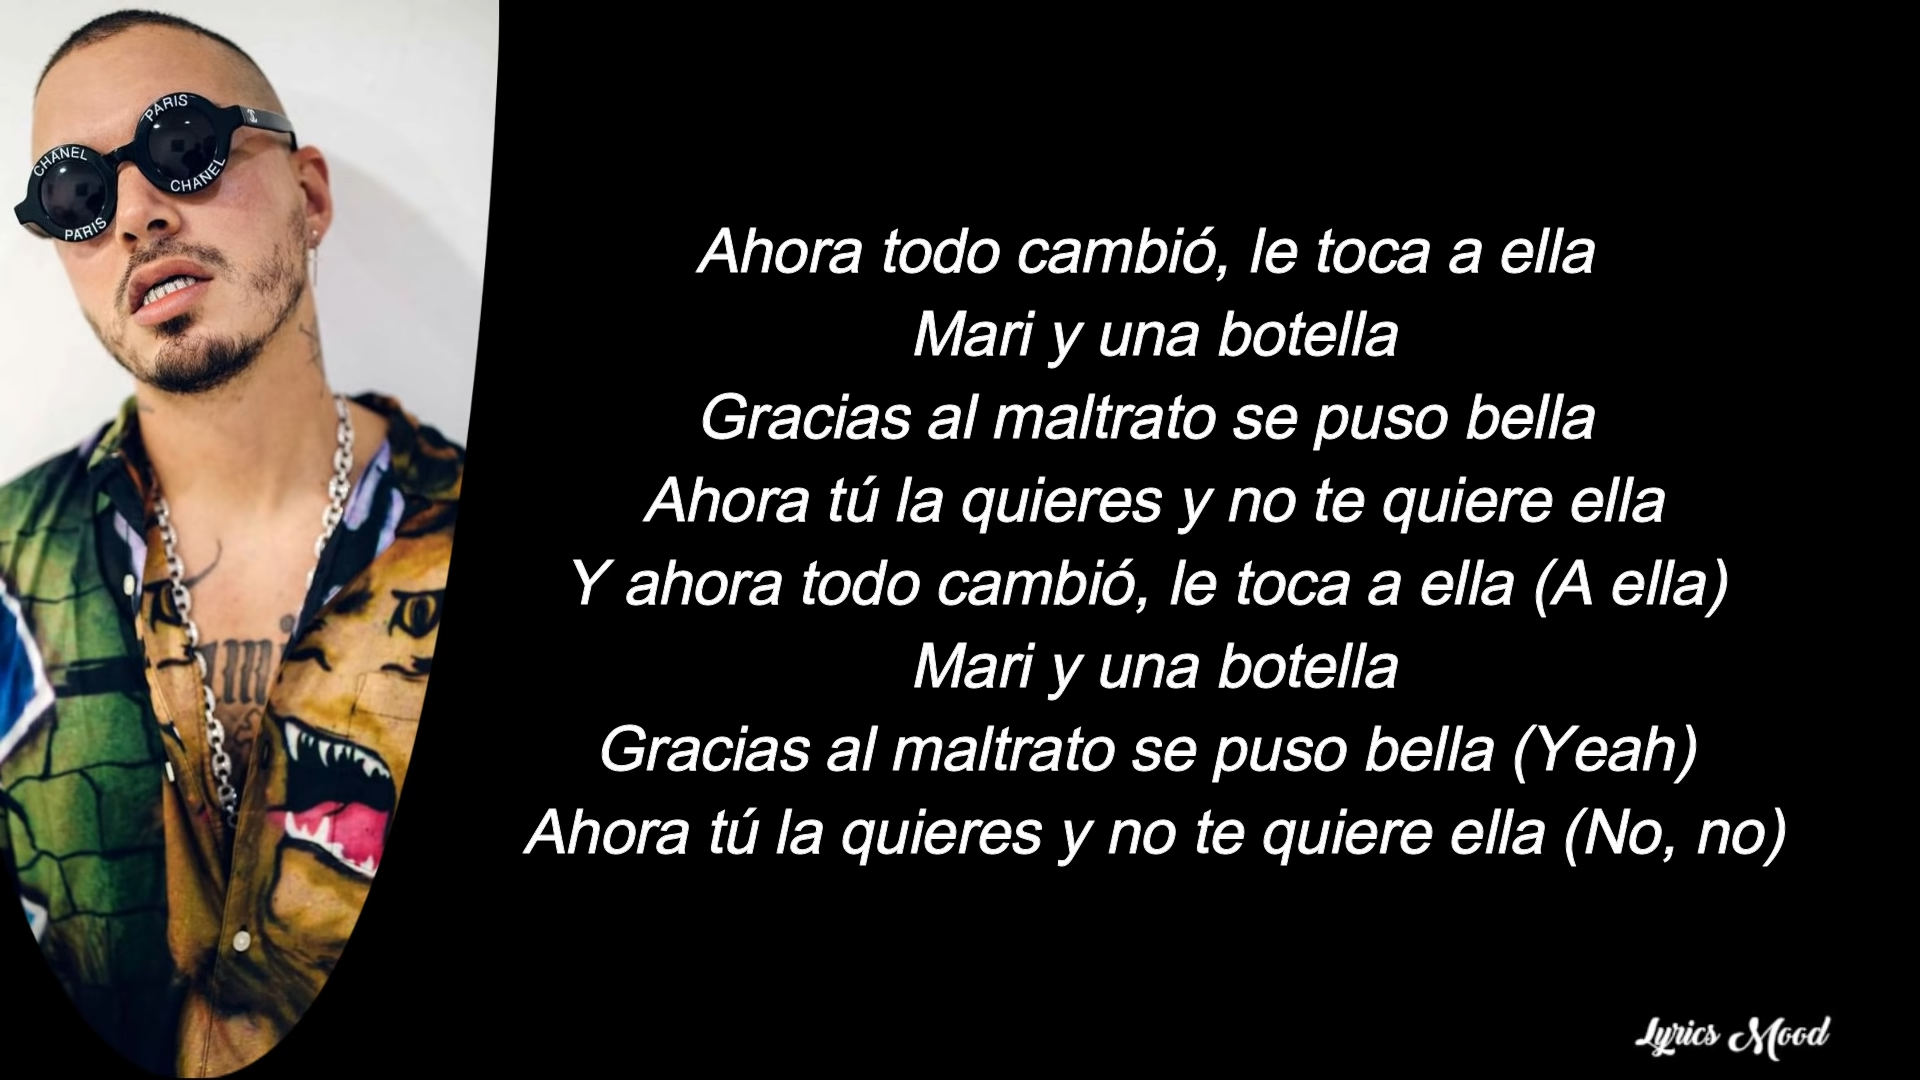 CHANEL
PARIS
PARIS
CHANEL
Ahora todo cambió, le toca a ella
Mari y una botella
Gracias al maltrato se puso bella
Ahora tú la quieres y no te quiere ella
Y ahora todo cambió, le toca a ella (A ella)
Mari y una botella
Gracias al maltrato se puso bella (Yeah)
Ahora tú la quieres y no te quiere ella (No, no)
Lyrics Mood